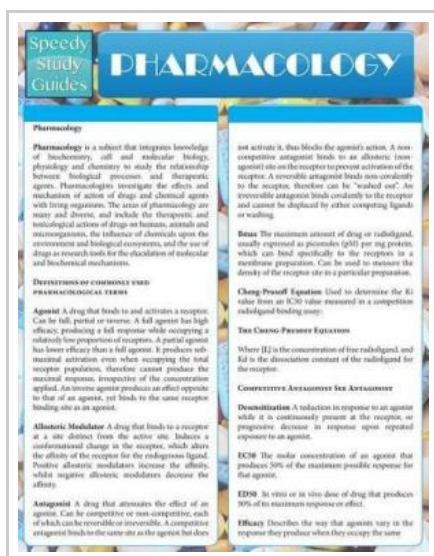 Speedy
Study
Guides
PHARMACOLOGY
Pharmacology
Pharmacology is a subject that integrates knowledge
of biochemistry, cell and molecular biology,
physiology and chemistry to study the relationship
between biological processes and therapeutic
agents. Pharmacologists investigate the effects and
mechanism of action of drugs and chemical agents
with living organisms. The areas of pharmacology are
many and diverse, and include the therapeutic and
toxicological actions of drugs on humans, animals and
microorganisms, the influence of chemicals upon the
environment and biological ecosystems, and the use of
drugs as research tools for the elucidation of molecular
and biochemical mechanisms.
DEFINITIONS OF COMMONLY USED
PHARMACOLOGICAL TERMS
Agonist A drug that binds to and activates a receptor.
Can be full, partial or inverse. A full agonist has high
efficacy, producing a full response while occupying a
relatively low proportion of receptors. A partial agonist
has lower efficacy than a full agonist. It produces sub-
maximal activation even when occupying the total
receptor population, therefore cannot produce the
maximal response, irrespective of the concentration
applied. An inverse agonist produces an effect opposite
to that of an agonist, yet binds to the same receptor
binding-site as an agonist.
Allosteric Modulator A drug that binds to a receptor
at a site distinct from the active site. Induces a
conformational change in the receptor, which alters
the affinity of the receptor for the endogenous ligand.
Positive allosteric modulators increase the affinity,
whilst negative allosteric modulators decrease the
affinity.
Antagonist A drug that attenuates the effect of an
agonist. Can be competitive or non-competitive, each
of which can be reversible or irreversible. A competitive
antagonist binds to the same site as the agonist but does
not activate it, thus blocks the agonist's action. A non-
competitive antagonist binds to an allosteric (non-
agonist) site on the receptor to prevent activation of the
receptor. A reversible antagonist binds non-covalently
to the receptor, therefore can be "washed out". An
irreversible antagonist binds covalently to the receptor
and cannot be displaced by either competing ligands
or washing.
Bmax The maximum amount of drug or radioligand,
usually expressed as picomoles (pM) per mg protein,
which can bind specifically to the receptors in a
membrane preparation. Can be used to measure the
density of the receptor site in a particular preparation.
Cheng-Prusoff Equation Used to determine the Ki
value from an IC50 value measured in a competition
radioligand binding assay:
THE CHENG-PRUSOFF EQUATION
Where [L] is the concentration of free radioligand, and
Kd is the dissociation constant of the radioligand for
the receptor.
COMPETITIVE ANTAGONIST SEE ANTAGONIST
Desensitization A reduction in response to an agonist
while it is continuously present at the receptor, or
progressive decrease in response upon repeated
exposure to an agonist.
EC50 The molar concentration of an agonist that
produces 50% of the maximum possible response for
that agonist.
ED50 In vitro or in vivo dose of drug that produces
50% of its maximum response or effect.
Efficacy Describes the way that agonists vary in the
response they produce when they occupy the same